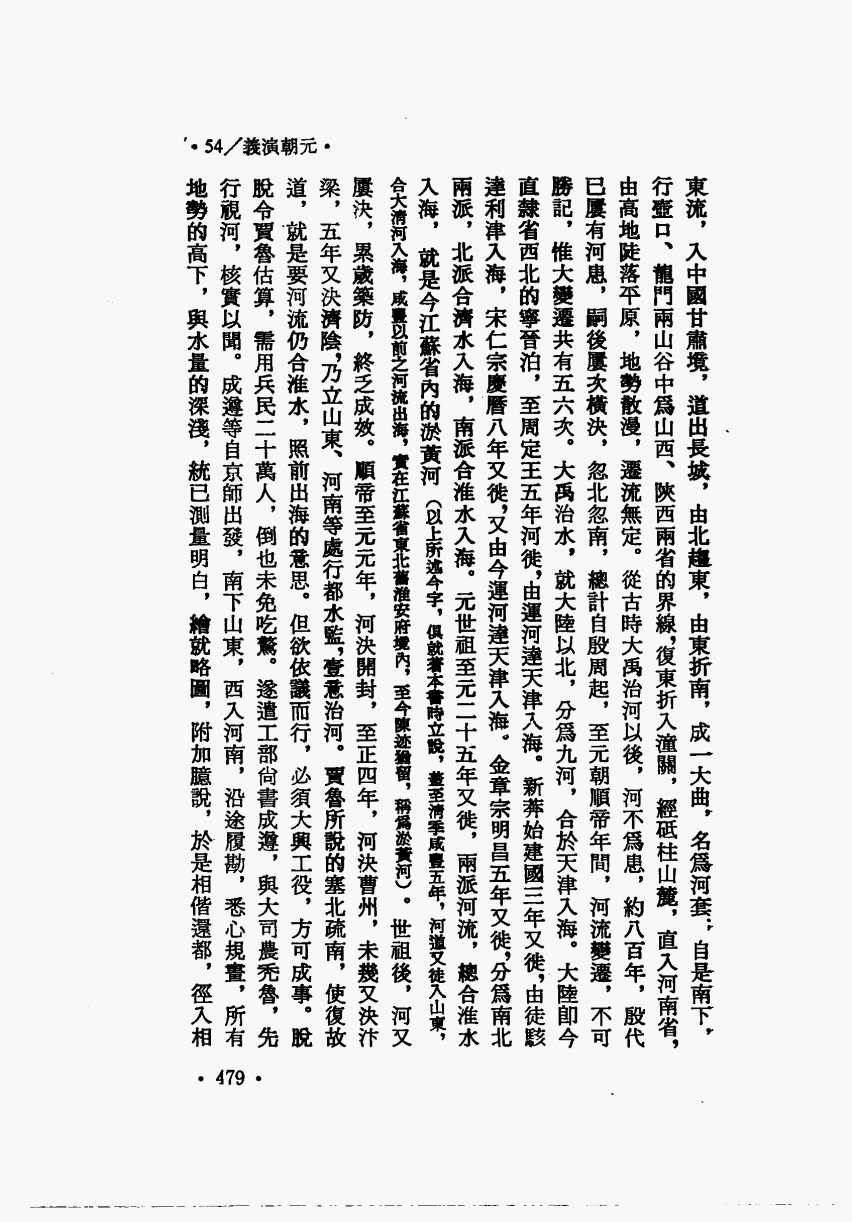 ·元朝演義／54·
東流，入中國甘肅境，道出長城，由北趨東，由東折南，成一大曲，名爲河套；自是南下，
行壺口、龍門兩山谷中爲山西、陝西兩省的界線，復東折入潼關，經砥柱山麓，直入河南省，
由高地陡落平原，地勢散漫，遷流無定。從古時大禹治河以後，河不爲患，約八百年，殷代
已屢有河患，嗣後屢次橫決，忽北忽南，總計自殷周起，至元朝順帝年間，河流變遷，不可
勝記，惟大變遷共有五六次。大禹治水，就大陸以北，分爲九河，合於天津入海。大陸卽今
直隸省西北的寧晉泊，至周定王五年河徙，由運河達天津入海。新莽始建國三年又徙，由徒駭
達利津入海，宋仁宗慶曆八年又徙，又由今運河達天津入海。金章宗明昌五年又徙，分爲南北
兩派，北派合濟水入海，南派合淮水入海。元世祖至元二十五年又徙，兩派河流，總合淮水
入海，就是今江蘇省內的淤黃河（以上所述今字，俱就著本書時立說，蓋至清季咸豐五年，河道又徙入山東，
合大清河入海，咸豐以前之河流出海，實在江蘇省東北舊淮安府境內，至今陳迹猶留，稱爲淤黃河）。世祖後，河又
屢決，累歲築防，終乏成效。順帝至元元年，河決開封，至正四年，河決曹州，未幾又決汴
梁，五年又決濟陰，乃立山東、河南等處行都水監，壹意治河。賈魯所說的塞北疏南，使復故
道，就是要河流仍合淮水，照前出海的意思。但欲依議而行，必須大興工役，方可成事。脫
脫令賈魯估算，需用兵民二十萬人，倒也未免吃驚。遂遣工部尙書成遵，與大司農禿魯，先
行視河，核實以聞。成遵等自京師出發，南下山東，西入河南，沿途履勘，悉心規畫，所有
地勢的高下，與水量的深淺，統已測量明白，繪就略圖，附加臆說，於是相偕還都，徑入相
·479·